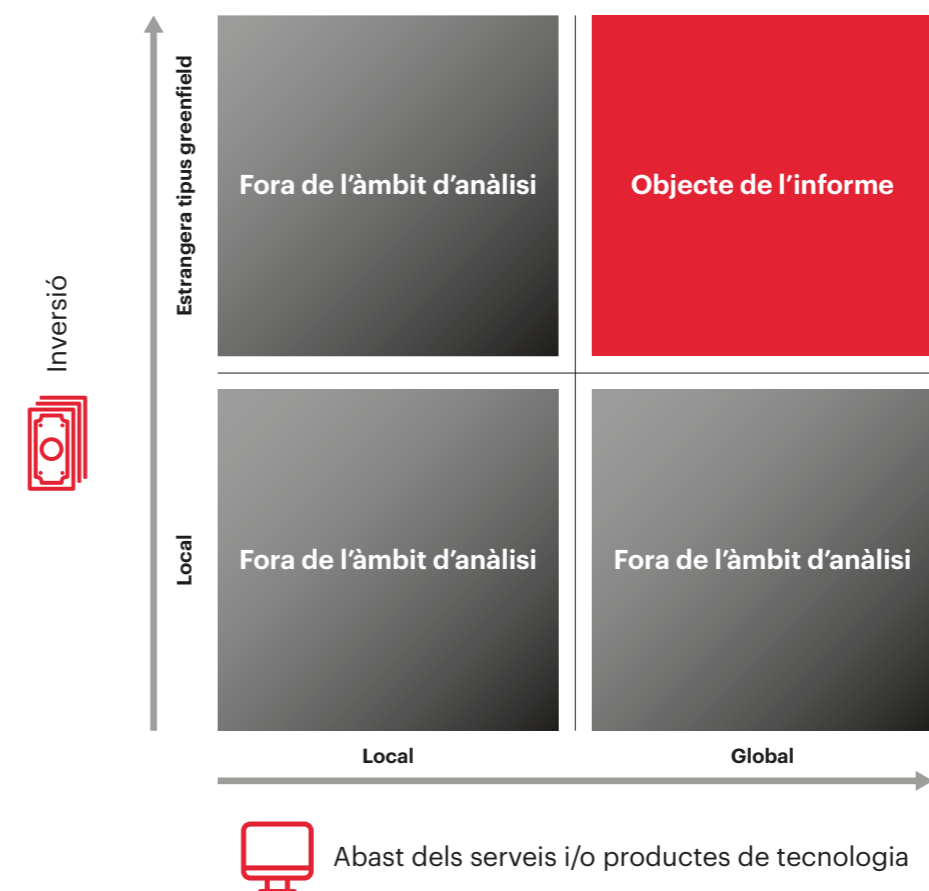 Inversió
Estrangera tipus greenfield
Fora de l’àmbit d’anàlisi
Objecte de l’informe
Local
Fora de l’àmbit d’anàlisi
Fora de l’àmbit d’anàlisi
Local
Global
Abast dels serveis i/o productes de tecnologia